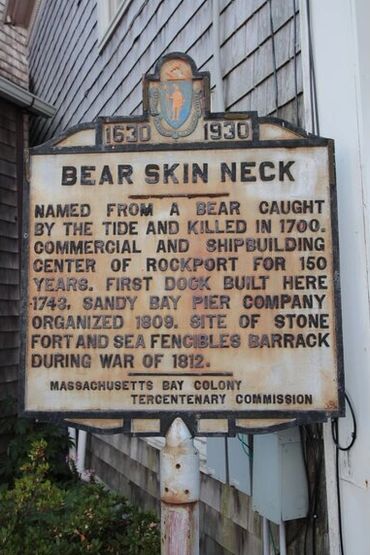 1630 1930
BEAR SKIN NECK
NAMED FROM A BEAR CAUGHT
BY THE TIDE AND KILLED IN 1700.
COMMERCIAL AND SHIPBUILDING
CENTER OF ROCKPORT FOR 150
YEARS. FIRST DOCK BUILT HERE
1743, SANDY BAY PIER COMPANY
ORGANIZED 1809. SITE OF STONE
FORT AND SEA FENCIBLES BARRACK
DURING WAR OF 1812.
MASSACHUSETTS BAY COLONY
TERCENTENARY COMMISSION